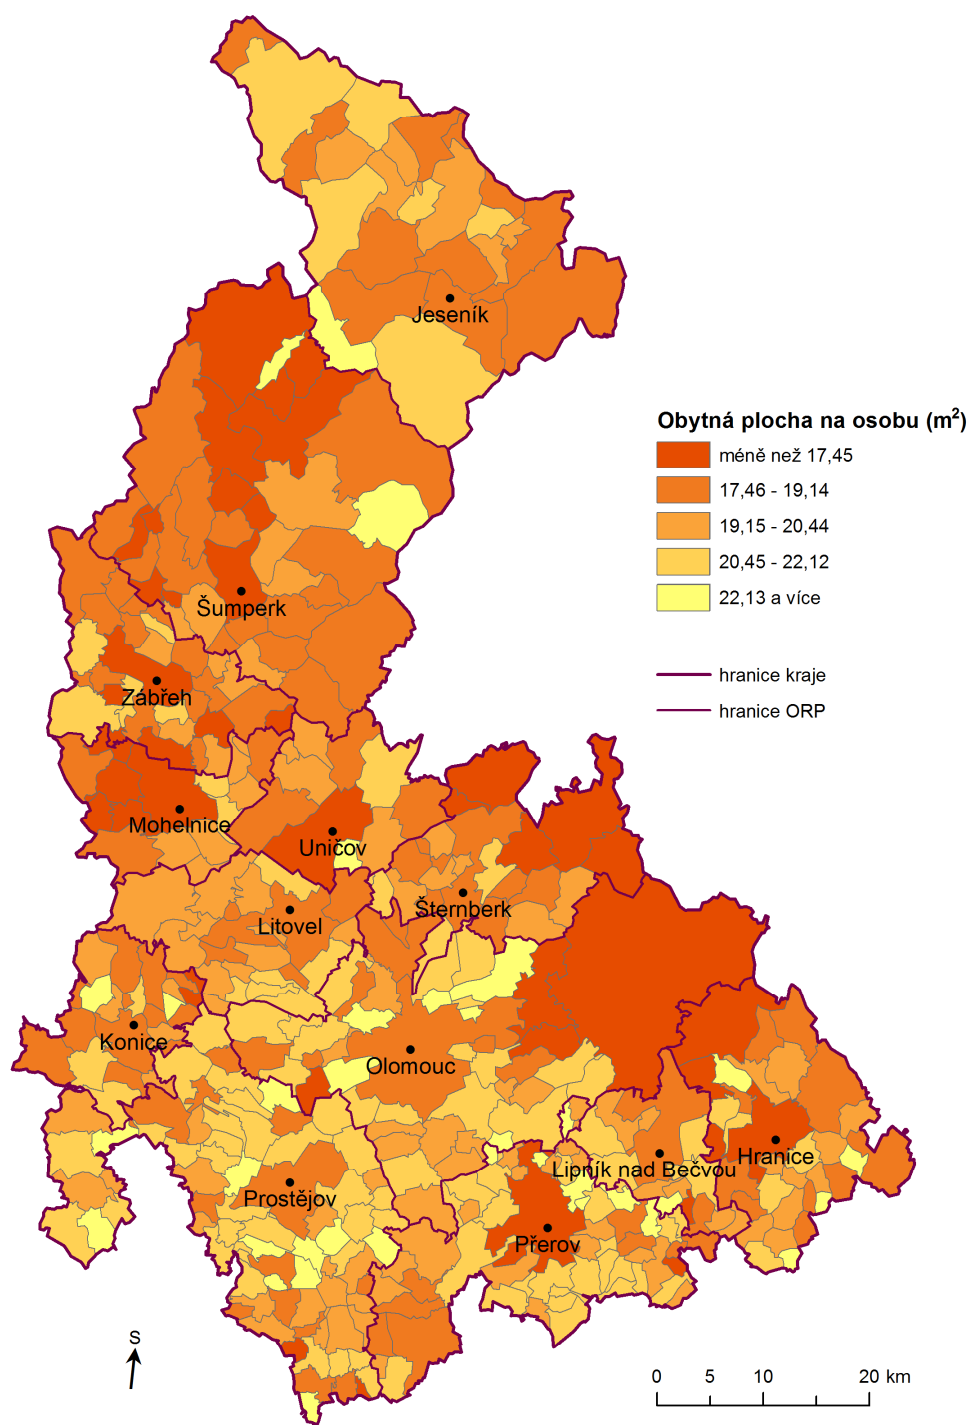 Jeseník
Obytná plocha na osobu (m²)
méně než 17,45
17,46 - 19,14
19,15 - 20,44
20,45 - 22,12
22,13 a více
Šumperk
hranice kraje
Zábřeh
hranice ORP
Mohelnice
Uničov
Šternberk
Litovel
Konice
Olomouc
Hranice
Lipník nad Bečvou
Prostějov
Přerov
S
0 5 10 20 km